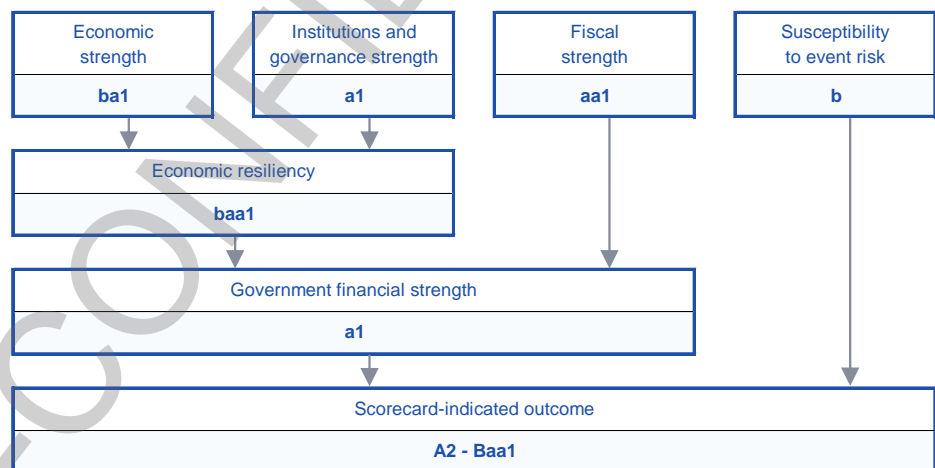 Economic
strength
ba1
Institutions and
governance strength
a1
Fiscal
strength
aa1
Susceptibility
to event risk
b
Economic resiliency
baa1
Government financial strength
a1
Scorecard-indicated outcome
A2 - Baa1